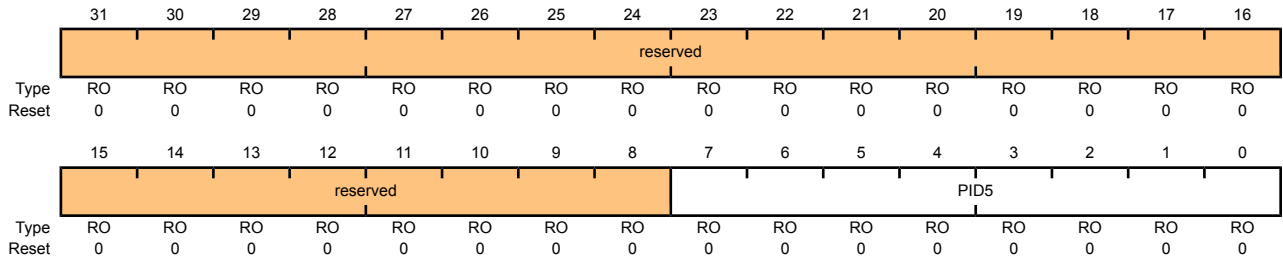 31 30 29 28 27 26 25 24 23 22 21 20 19 18 17 16
reserved
Type RO RO RO RO RO RO RO RO RO RO RO RO RO RO RO RO
Reset 0 0 0 0 0 0 0 0 0 0 0 0 0 0 0 0
15 14 13 12 11 10 9 8 7 6 5 4 3 2 1 0
reserved PID5
Type RO RO RO RO RO RO RO RO RO RO RO RO RO RO RO RO
Reset 0 0 0 0 0 0 0 0 0 0 0 0 0 0 0 0